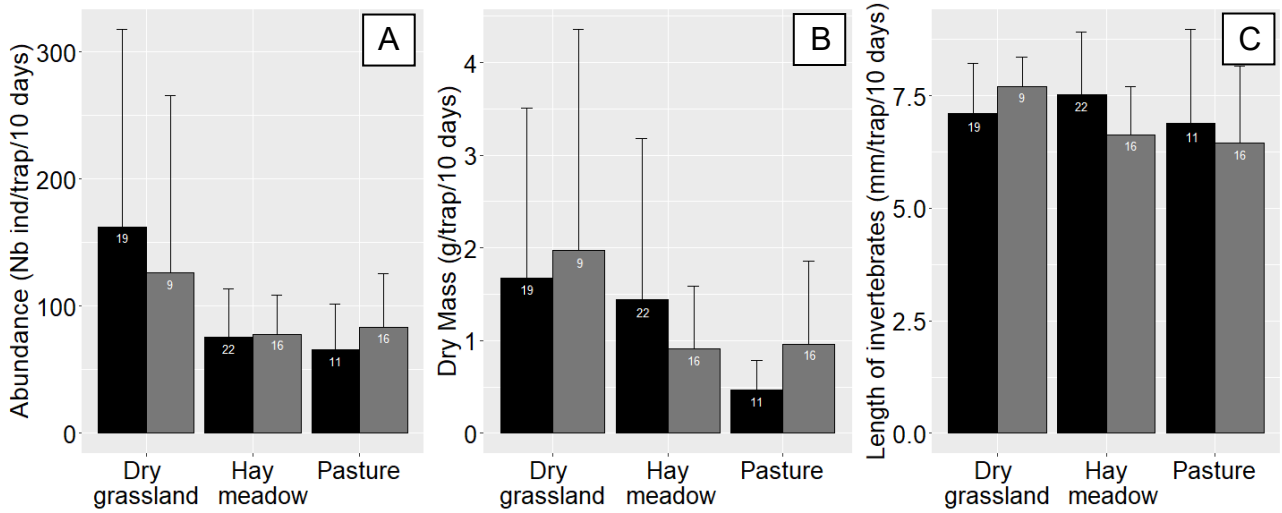 A
Abundance (Nb ind/trap/10 days)
300
200
100
0
19
9
22
16
11
16
Dry
grassland
Hay
meadow
Pasture
B
Dry Mass (g/trap/10 days)
4
3
2
1
0
19
9
22
16
11
16
Dry
grassland
Hay
meadow
Pasture
C
Length of invertebrates (mm/trap/10 days)
7.5
5.0
2.5
0.0
19
9
22
16
11
16
Dry
grassland
Hay
meadow
Pasture